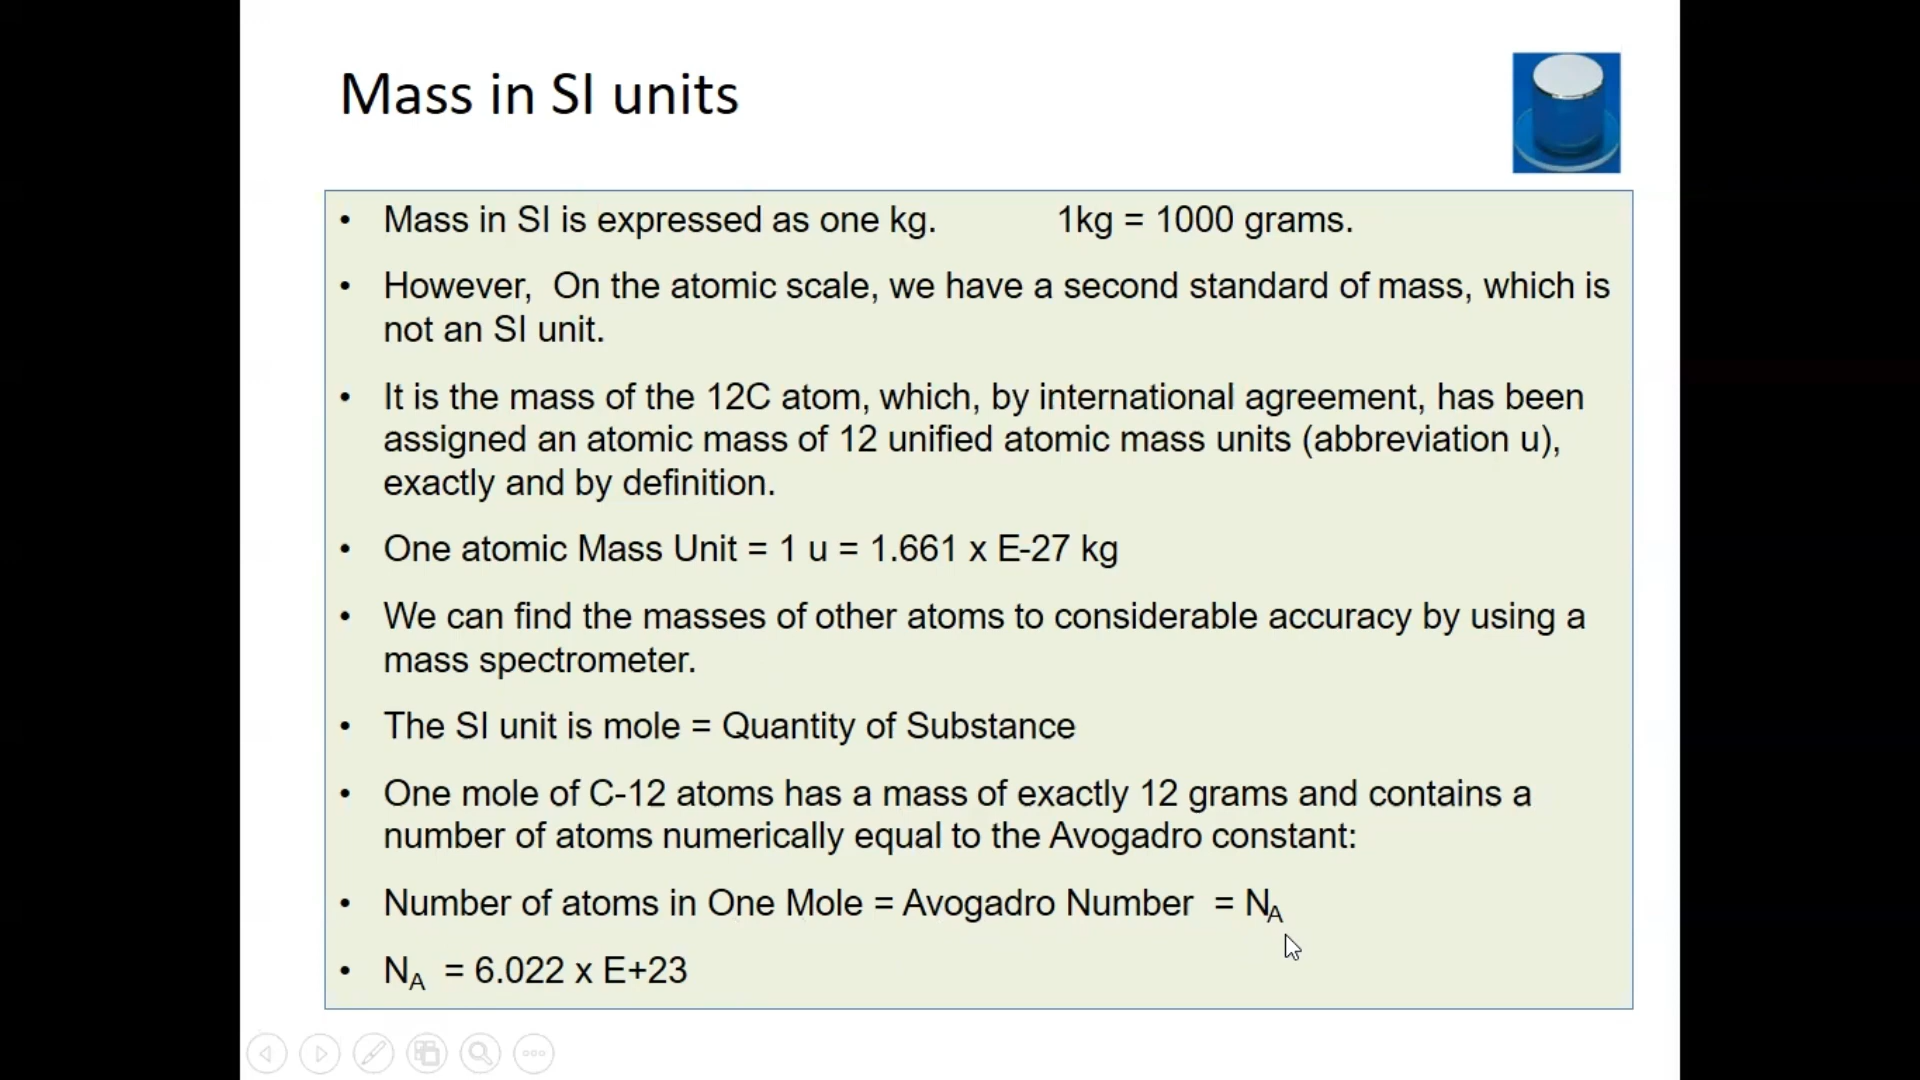 Mass in SI units
• Mass in SI is expressed as one kg. 1kg = 1000 grams.
• However, On the atomic scale, we have a second standard of mass, which is
not an SI unit.
• It is the mass of the 12C atom, which, by international agreement, has been
assigned an atomic mass of 12 unified atomic mass units (abbreviation u),
exactly and by definition.
• One atomic Mass Unit = 1 u = 1.661 x E-27 kg
• We can find the masses of other atoms to considerable accuracy by using a
mass spectrometer.
• The SI unit is mole = Quantity of Substance
• One mole of C-12 atoms has a mass of exactly 12 grams and contains a
number of atoms numerically equal to the Avogadro constant:
• Number of atoms in One Mole = Avogadro Number = N_A
• N_A = 6.022 x E+23